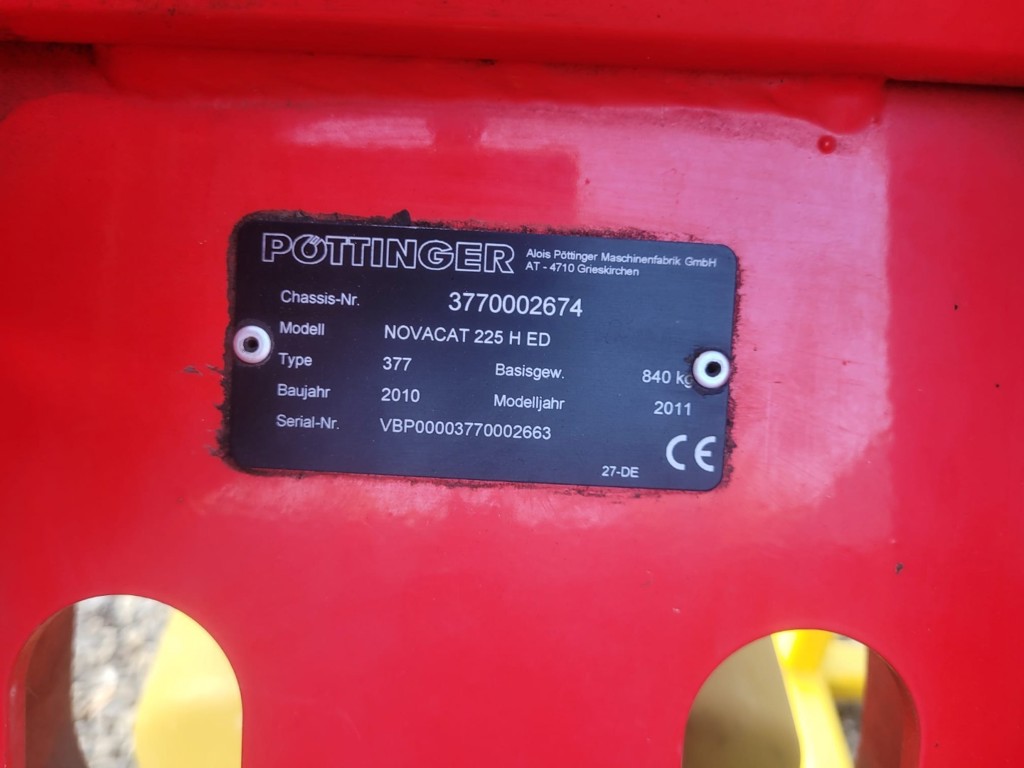 PÖTTINGER Alois Pöttinger Maschinenfabrik GmbH
AT - 4710 Grieskirchen
Chassis-Nr. 3770002674
Modell NOVACAT 225 H ED
Type 377 Basisgew. 840 kg
Baujahr 2010 Modelljahr 2011
Serial-Nr. VBP00003770002663
27-DE CE